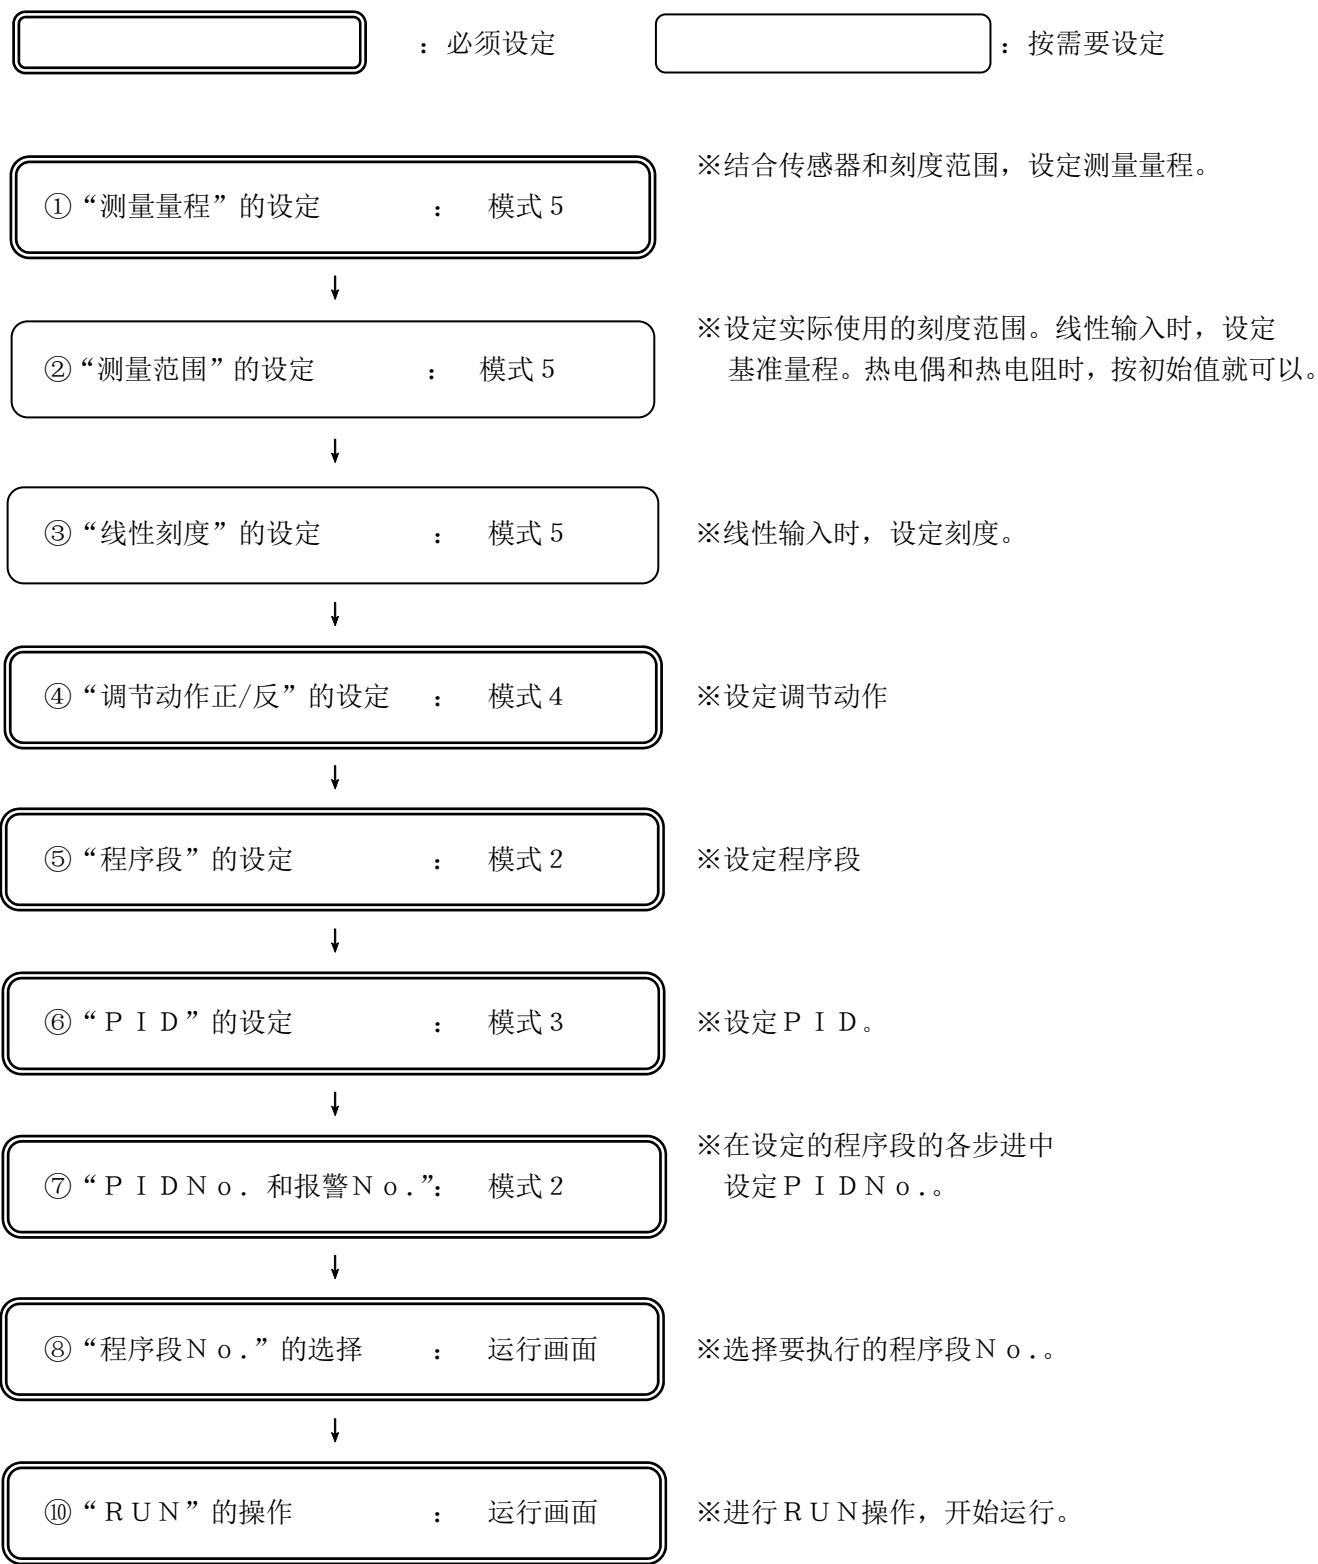 ：必须设定
：按需要设定
①“测量量程”的设定 ： 模式５
※结合传感器和刻度范围，设定测量量程。
↓
②“测量范围”的设定 ： 模式５
※设定实际使用的刻度范围。线性输入时，设定
基准量程。热电偶和热电阻时，按初始值就可以。
↓
③“线性刻度”的设定 ： 模式５
※线性输入时，设定刻度。
↓
④“调节动作正/反”的设定 ： 模式４
※设定调节动作
↓
⑤“程序段”的设定 ： 模式２
※设定程序段
↓
⑥“ＰＩＤ”的设定 ： 模式３
※设定ＰＩＤ。
↓
⑦“ＰＩＤＮｏ．和报警Ｎｏ．”： 模式２
※在设定的程序段的各步进中
设定ＰＩＤＮｏ．。
↓
⑧“程序段Ｎｏ．”的选择 ： 运行画面
※选择要执行的程序段Ｎｏ．。
↓
⑩“ＲＵＮ”的操作 ： 运行画面
※进行ＲＵＮ操作，开始运行。